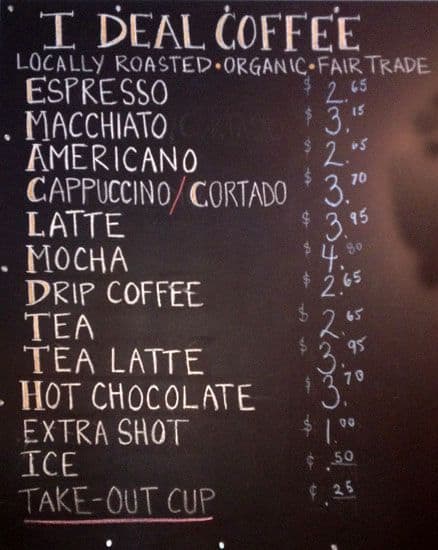 I DEAL COFFEE
LOCALLY ROASTED • ORGANIC • FAIR TRADE
ESPRESSO $ 2.65
MACCHIATO $ 3.15
AMERICANO $ 2.65
CAPPUCCINO/CORTADO $ 3.70
LATTE $ 3.95
MOCHA $ 4.80
DRIP COFFEE $ 2.65
TEA $ 2.65
TEA LATTE $ 3.95
HOT CHOCOLATE $ 3.70
EXTRA SHOT $ 1.00
ICE ¢ .50
TAKE-OUT CUP ¢ .25